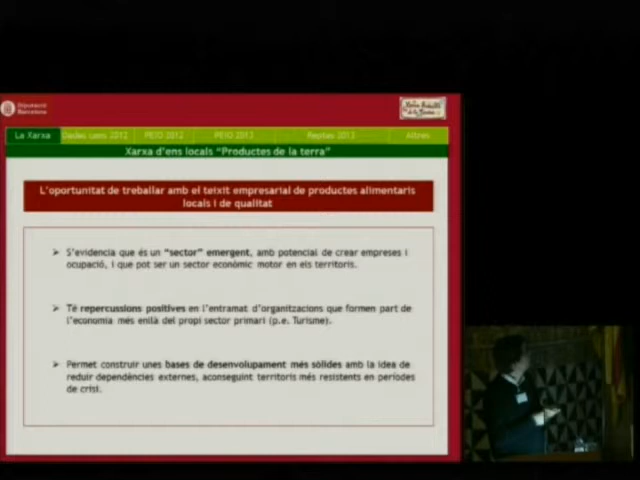 Diputació
Barcelona
La Xarxa
Dades cens 2012
PEIO 2012
PEIO 2013
Reptes 2013
Altres
Xarxa d'ens locals "Productes de la terra"
L'oportunitat de treballar amb el teixit empresarial de productes alimentaris
locals i de qualitat
S'evidencia que és un "sector" emergent, amb potencial de crear empreses i
ocupació, i que pot ser un sector econòmic motor en els territoris.
Té repercussions positives en l'entramat d'organitzacions que formen part de
l'economia més enllà del propi sector primari (p.e. Turisme).
Permet construir unes bases de desenvolupament més sòlides amb la idea de
reduir dependències externes, aconseguint territoris més resistents en períodes
de crisi.